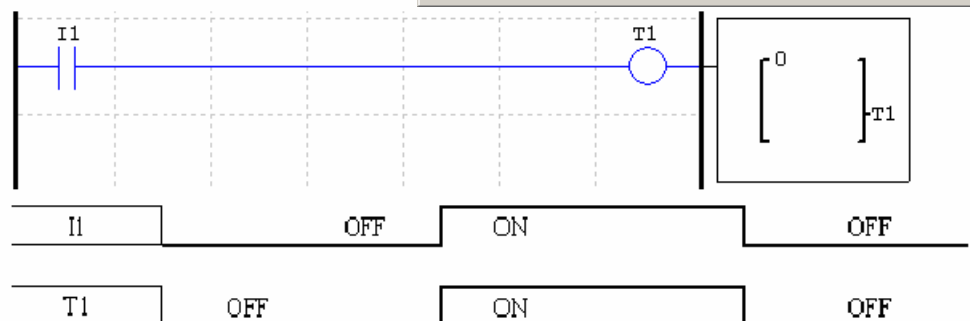 I1 T1
0
T1
I1 OFF ON OFF
T1 OFF ON OFF